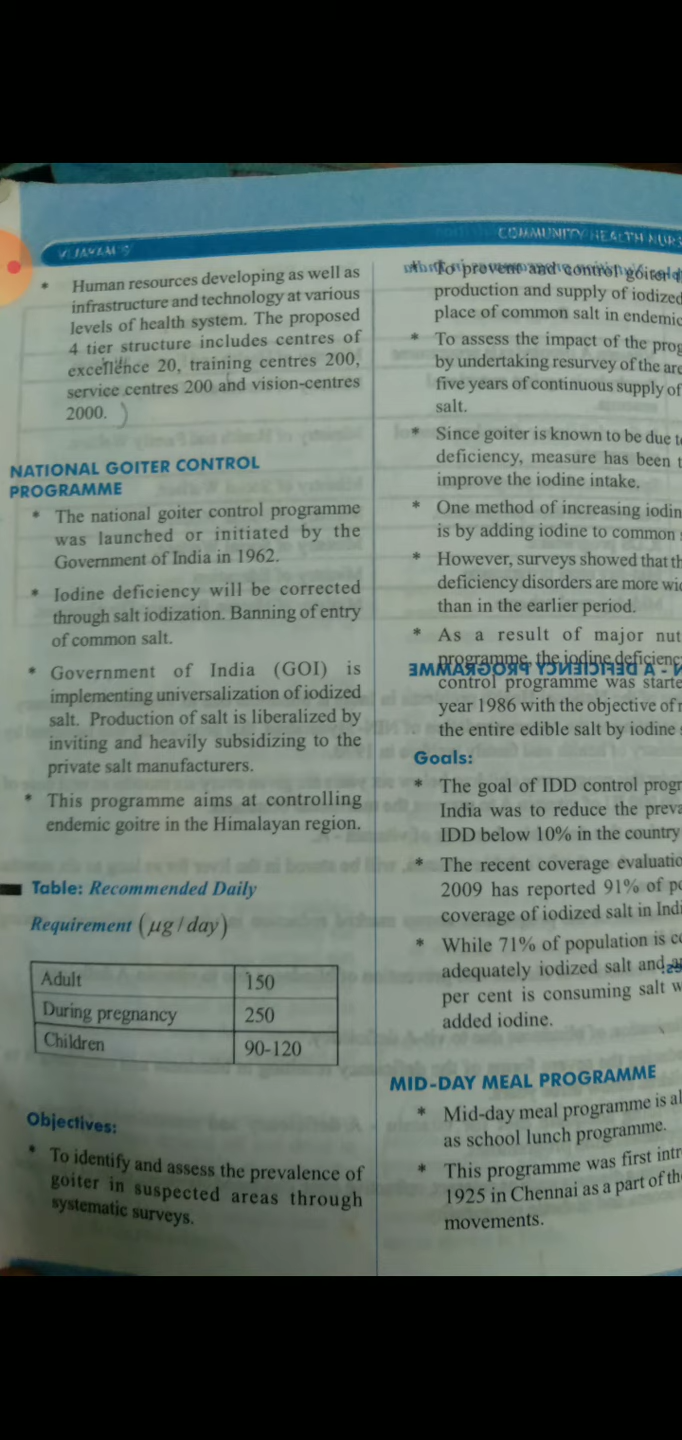 VIJAYAM'S
COMMUNITY HEALTH NURS
* Human resources developing as well as
infrastructure and technology at various
levels of health system. The proposed
4 tier structure includes centres of
excellence 20, training centres 200,
service centres 200 and vision-centres
2000.
NATIONAL GOITER CONTROL
PROGRAMME
* The national goiter control programme
was launched or initiated by the
Government of India in 1962.
* Iodine deficiency will be corrected
through salt iodization. Banning of entry
of common salt.
* Government of India (GOI) is
implementing universalization of iodized
salt. Production of salt is liberalized by
inviting and heavily subsidizing to the
private salt manufacturers.
* This programme aims at controlling
endemic goitre in the Himalayan region.
Table: Recommended Daily
Requirement (μg/day)
Adult 150
During pregnancy 250
Children 90-120
Objectives:
* To identify and assess the prevalence of
goiter in suspected areas through
systematic surveys.
* To prevent and control goiter
production and supply of iodized
place of common salt in endemic
* To assess the impact of the prog
by undertaking resurvey of the are
five years of continuous supply of
salt.
* Since goiter is known to be due t
deficiency, measure has been t
improve the iodine intake.
* One method of increasing iodin
is by adding iodine to common
* However, surveys showed that th
deficiency disorders are more wi
than in the earlier period.
* As a result of major nut
programme, the iodine deficienc
control programme was starte
year 1986 with the objective of
the entire edible salt by iodine
Goals:
* The goal of IDD control progr
India was to reduce the preva
IDD below 10% in the country
* The recent coverage evaluatio
2009 has reported 91% of p
coverage of iodized salt in Indi
* While 71% of population is c
adequately iodized salt and
per cent is consuming salt w
added iodine.
MID-DAY MEAL PROGRAMME
* Mid-day meal programme is al
as school lunch programme.
* This programme was first intr
1925 in Chennai as a part of th
movements.